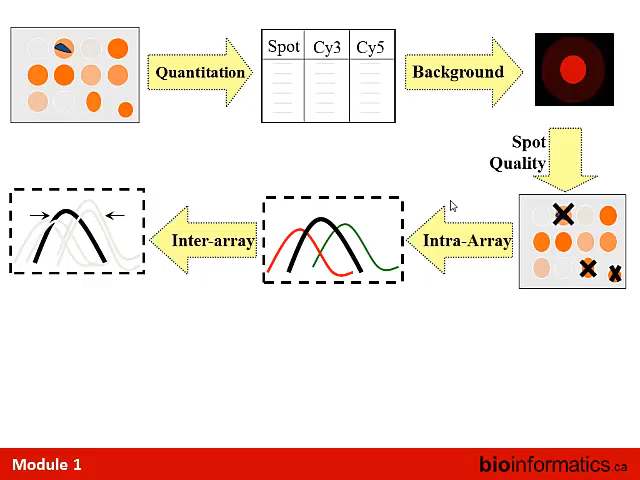 Quantitation
Spot Cy3 Cy5
Background
Spot
Quality
Inter-array
Intra-Array
Module 1
bioinformatics.ca